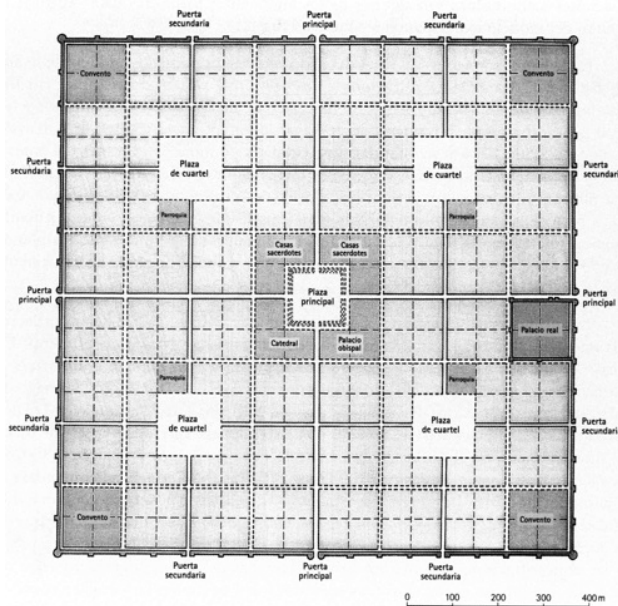 Puerta
secundaria
Puerta
principal
Puerta
secundaria
Convento
Convento
Puerta
secundaria
Plaza
de cuartel
Plaza
de cuartel
Puerta
secundaria
Parroquia
Parroquia
Casas
sacerdotes
Casas
sacerdotes
Puerta
principal
Plaza
principal
Puerta
principal
Catedral
Palacio
obispal
Palacio real
Parroquia
Parroquia
Puerta
secundaria
Plaza
de cuartel
Plaza
de cuartel
Puerta
secundaria
Convento
Convento
Puerta
secundaria
Puerta
principal
Puerta
secundaria
0 100 200 300 400 m